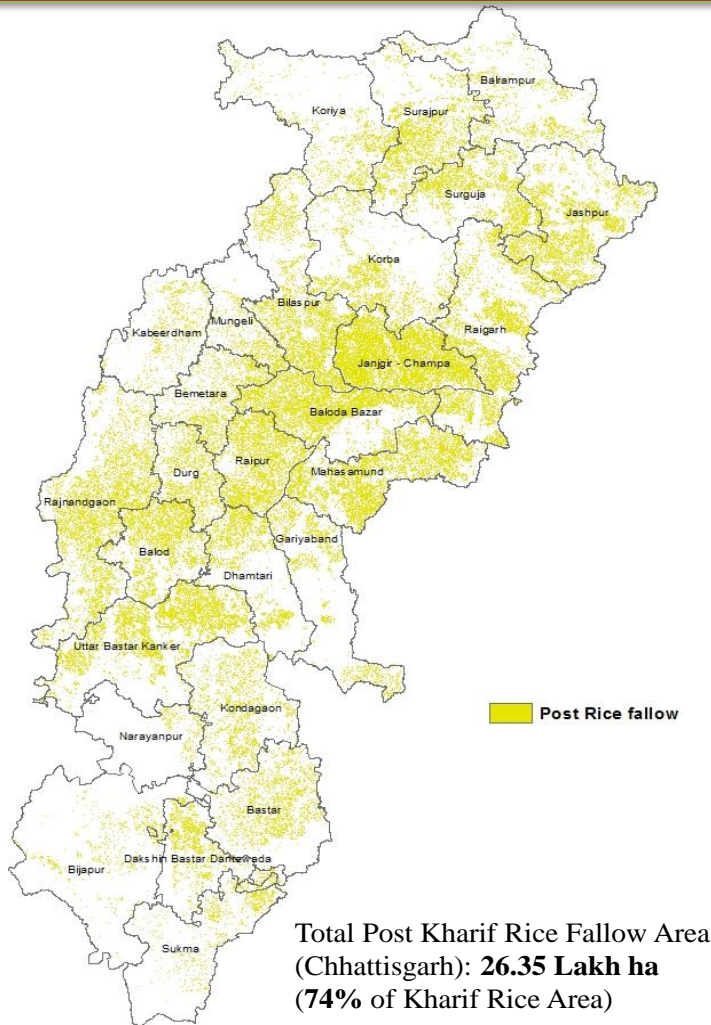 Balrampur
Koriya
Surajpur
Surguja
Jashpur
Korba
Bilaspur
Raigarh
Mungeli
Kabeerdham
Janjgir - Champa
Bemetara
Baloda Bazar
Raipur
Durg
Mahasamund
Rajnandgaon
Gariyaband
Balod
Dhamtari
Uttar Bastar Kanker
Kondagaon
Post Rice fallow
Narayanpur
Bastar
Dakshin Bastar Dantewada
Bijapur
Sukma
Total Post Kharif Rice Fallow Area
(Chhattisgarh): 26.35 Lakh ha
(74% of Kharif Rice Area)